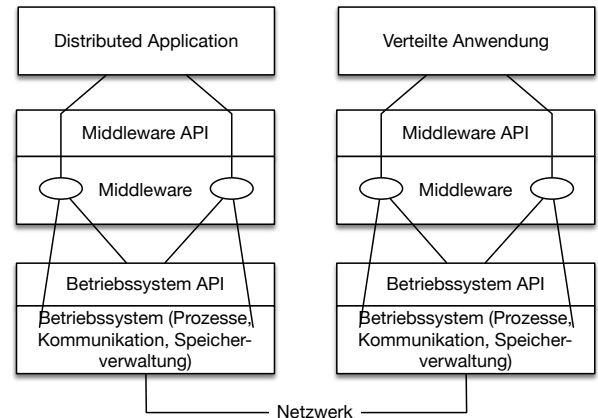 Distributed Application
Verteilte Anwendung
Middleware API
Middleware API
Middleware
Middleware
Betriebssystem API
Betriebssystem API
Betriebssystem (Prozesse,
Kommunikation, Speicher-
verwaltung)
Betriebssystem (Prozesse,
Kommunikation, Speicher-
verwaltung)
Netzwerk